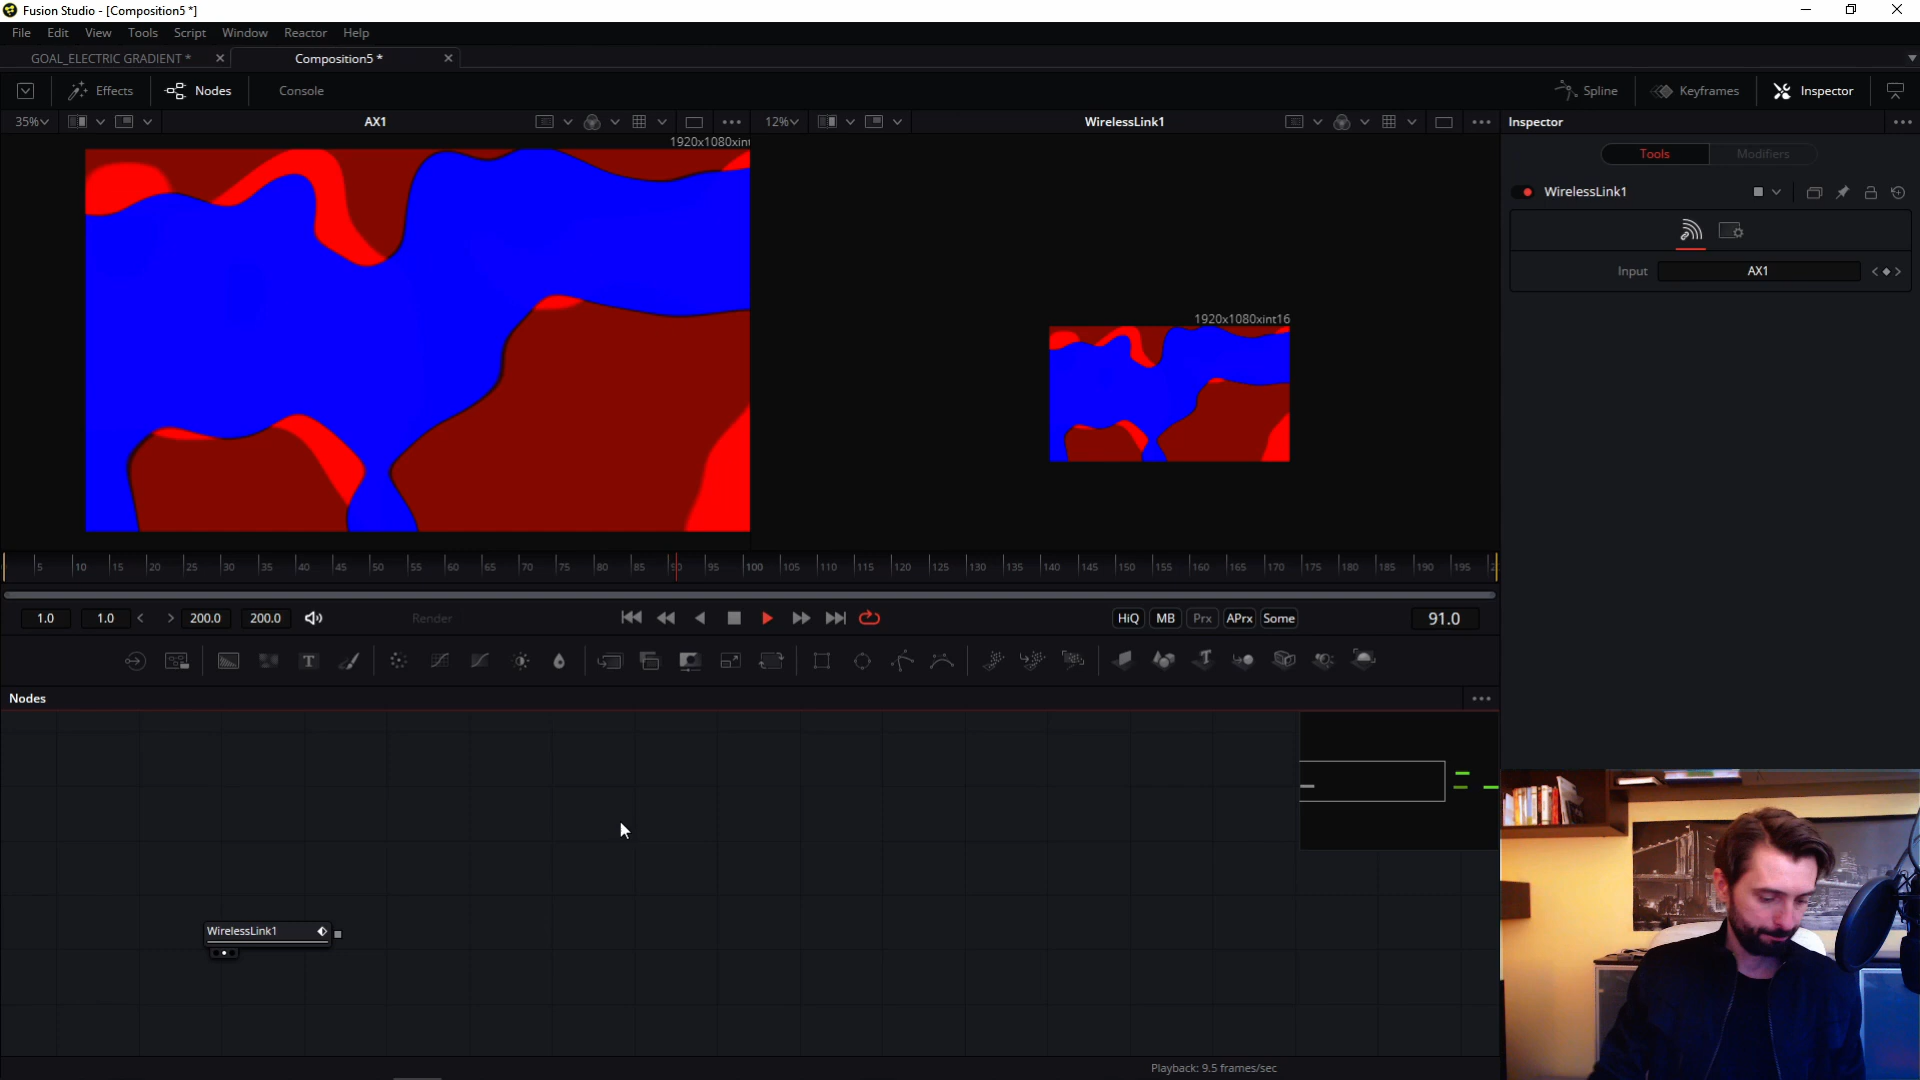 Fusion Studio - [Composition5 *]
File Edit View Tools Script Window Reactor Help
GOAL_ELECTRIC GRADIENT * Composition5 *
Effects Nodes Console Spline Keyframes Inspector
35% AX1 12% WirelessLink1 Inspector
1920x1080xint
Tools Modifiers
WirelessLink1
Input AX1
1920x1080xint16
5 10 15 20 25 30 35 40 45 50 55 60 65 70 75 80 85 90 95 100 105 110 115 120 125 130 135 140 145 150 155 160 165 170 175 180 185 190 195
1.0 1.0 200.0 200.0 Render HiQ MB Prx APrx Some 91.0
Nodes
WirelessLink1
Playback: 9.5 frames/sec